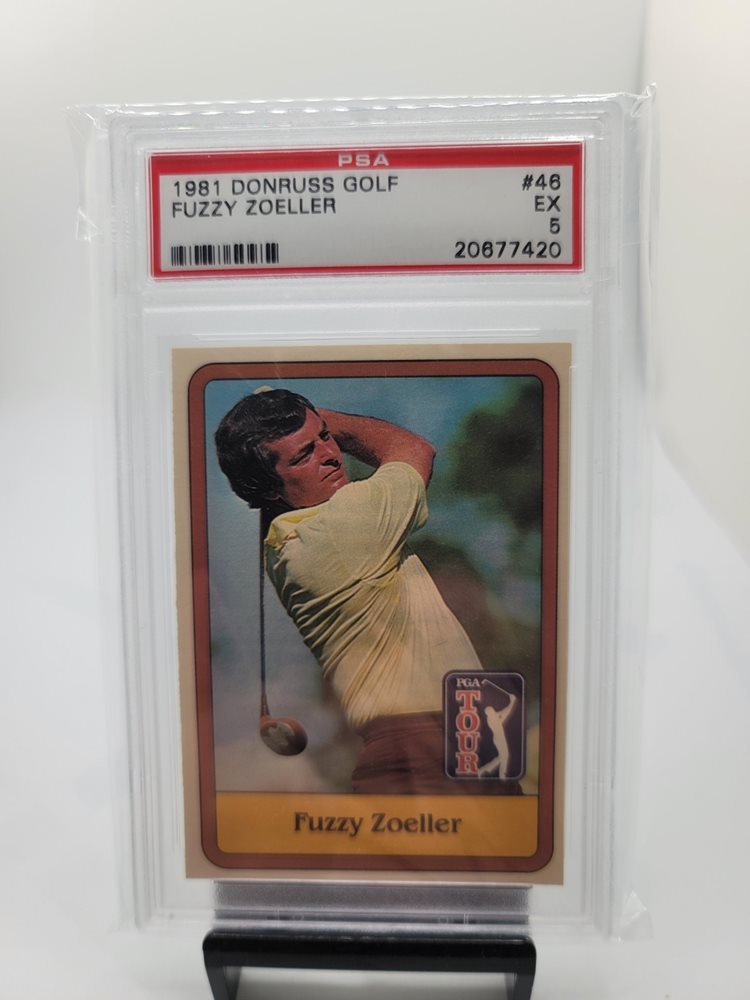 PSA
1981 DONRUSS GOLF #46
FUZZY ZOELLER EX
5
20677420
PGA
TOUR
Fuzzy Zoeller